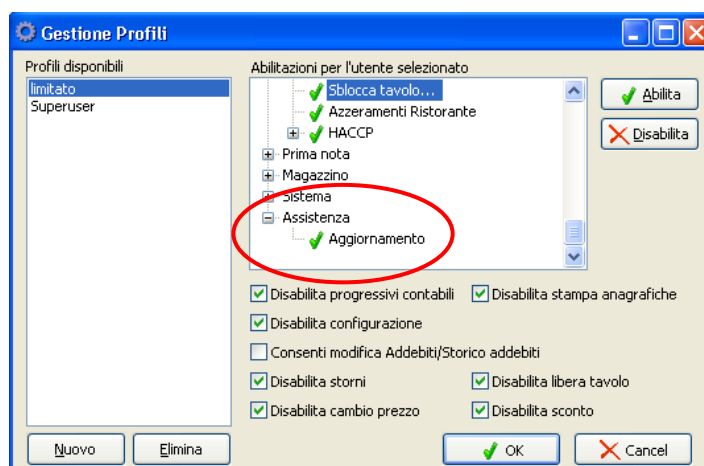 Gestione Profili
Profili disponibili
limitato
Superuser
Abilitazioni per l'utente selezionato
Sblocca tavolo...
Azzeramenti Ristorante
HACCP
Prima nota
Magazzino
Sistema
Assistenza
Aggiornamento
Abilita
Disabilita
Disabilita progressivi contabili Disabilita stampa anagrafiche
Disabilita configurazione
Consenti modifica Addebiti/Storico addebiti
Disabilita storni Disabilita libera tavolo
Disabilita cambio prezzo Disabilita sconto
Nuovo Elimina OK Cancel